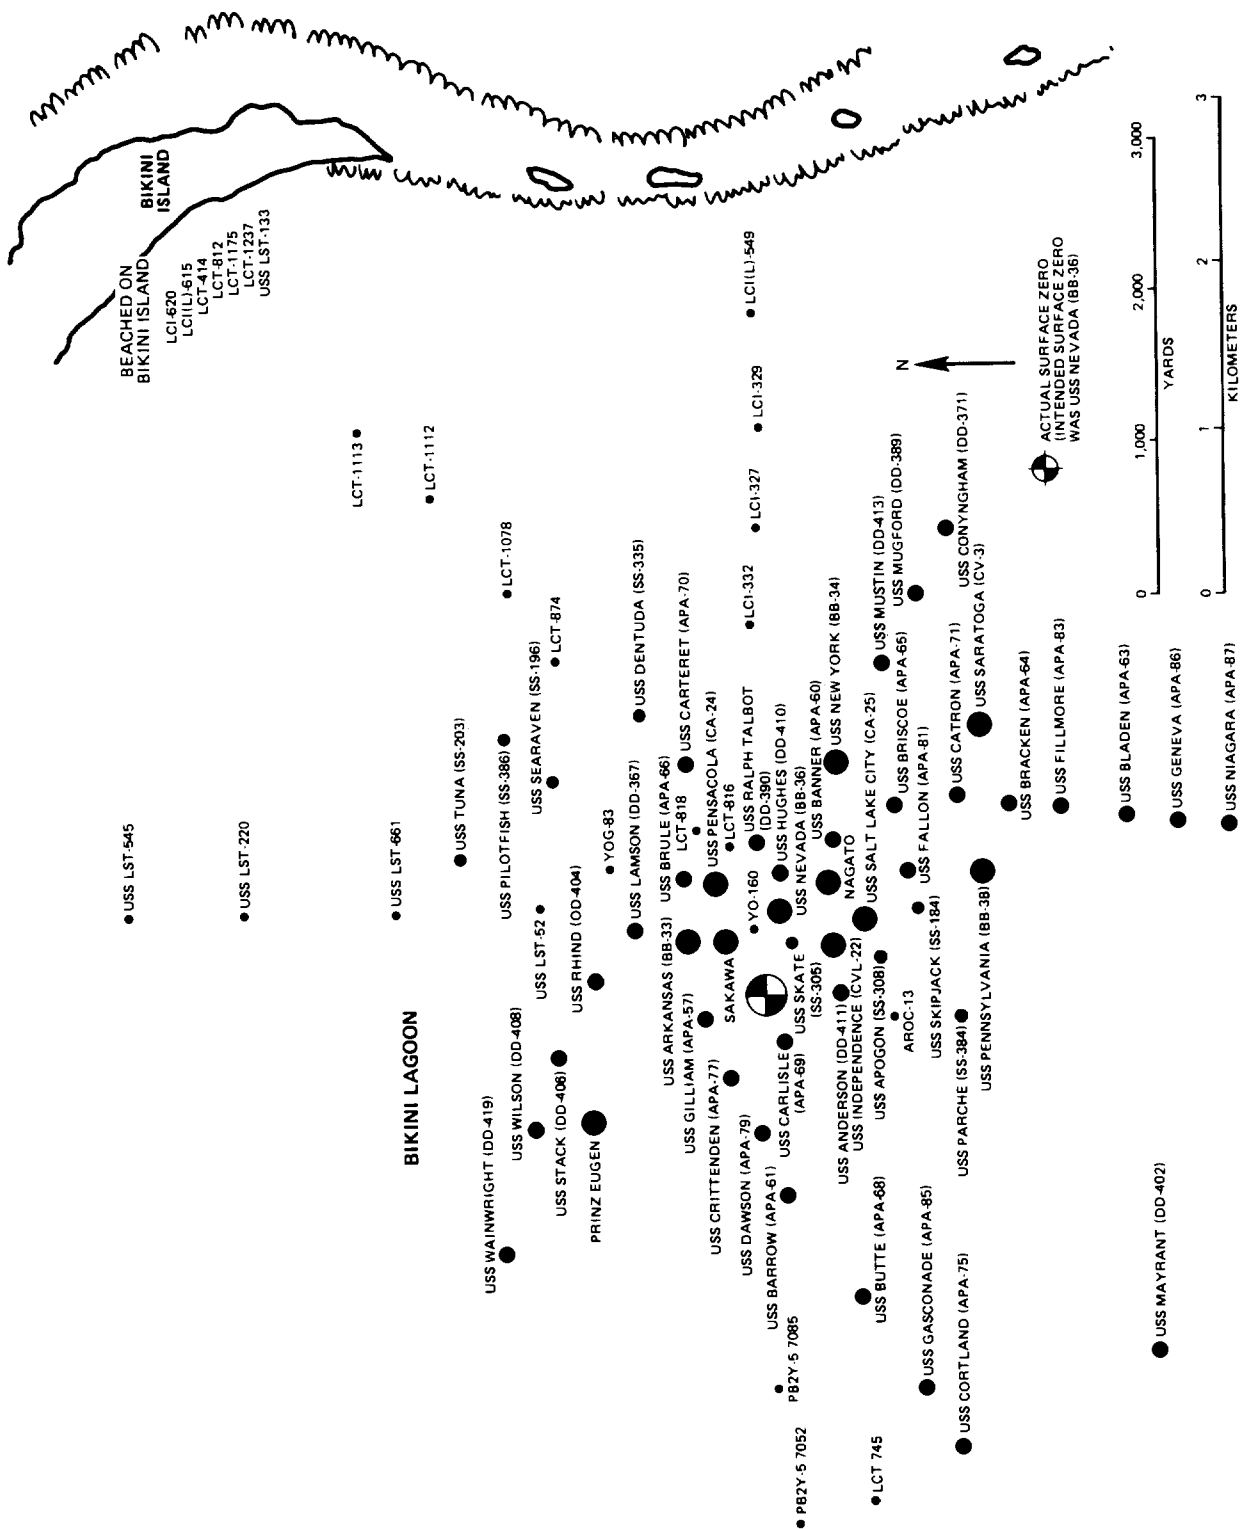 BEACHED ON
BIKINI ISLAND
BIKINI
ISLAND
LCI-620
LCI(L)-615
LCT-414
LCT-812
LCT-1175
LCT-1237
USS LST-133
LCT-1113
LCT-1112
USS LST-545
USS LST-220
USS LST-661
BIKINI LAGOON
USS TUNA (SS-203)
LCT-1078
USS PILOTFISH (SS-386)
USS SEARAVEN (SS-196)
LCT-874
USS WAINWRIGHT (DD-419)
USS WILSON (DD-408)
USS LST-52
USS STACK (DD-406)
USS RHIND (OD-404)
PRINZ EUGEN
YOG-83
USS LAMSON (DD-367)
USS DENTUDA (SS-335)
USS ARKANSAS (BB-33)
USS BRULE (APA-66)
LCT-818
USS CARTERET (APA-70)
USS GILLIAM (APA-57)
USS PENSACOLA (CA-24)
USS CRITTENDEN (APA-77)
SAKAWA
LCT-816
USS DAWSON (APA-79)
YO-160
USS RALPH TALBOT
(DD-390)
LCI-332
LCI-327
LCI-329
LCI(L)-549
USS BARROW (APA-61)
USS CARLISLE
(APA-69)
USS SKATE
(SS-305)
USS HUGHES (DD-410)
USS NEVADA (BB-36)
USS BANNER (APA-60)
USS NEW YORK (BB-34)
PB2Y-5 7085
PB2Y-5 7052
USS ANDERSON (DD-411)
USS INDEPENDENCE (CVL-22)
NAGATO
USS SALT LAKE CITY (CA-25)
USS MUSTIN (DD-413)
USS MUGFORD (DD-389)
LCT 745
USS BUTTE (APA-68)
USS APOGON (SS-308)
USS BRISCOE (APA-65)
AROC-13
USS FALLON (APA-81)
USS SKIPJACK (SS-184)
USS GASCONADE (APA-85)
USS CATRON (APA-71)
USS CONYNGHAM (DD-371)
USS CORTLAND (APA-75)
USS PARCHE (SS-384)
USS PENNSYLVANIA (BB-38)
USS SARATOGA (CV-3)
USS BRACKEN (APA-64)
USS FILLMORE (APA-83)
USS BLADEN (APA-63)
USS MAYRANT (DD-402)
USS GENEVA (APA-86)
USS NIAGARA (APA-87)
N
ACTUAL SURFACE ZERO
(INTENDED SURFACE ZERO
WAS USS NEVADA (BB-36)
0 1,000 2,000 3,000
YARDS
0 1 2 3
KILOMETERS